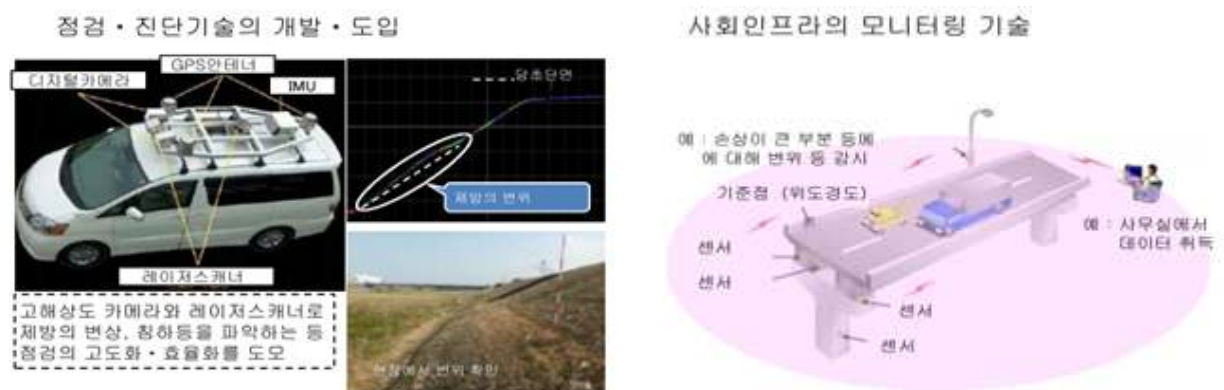 점검・진단기술의 개발・도입
GPS안테너
디지털카메라
IMU
레이저스캐너
고해상도 카메라와 레이저스캐너로
제방의 변상, 침하등을 파악하는 등
점검의 고도화・효율화를 도모
당초단면
제방의 변위
현장에서 변위 확인
사회인프라의 모니터링 기술
예 : 손상이 큰 부분 등에
에 대해 변위 등 감시
기준점 (위도경도)
센서
센서
센서
센서
예 : 사무실에서
데이터 취득